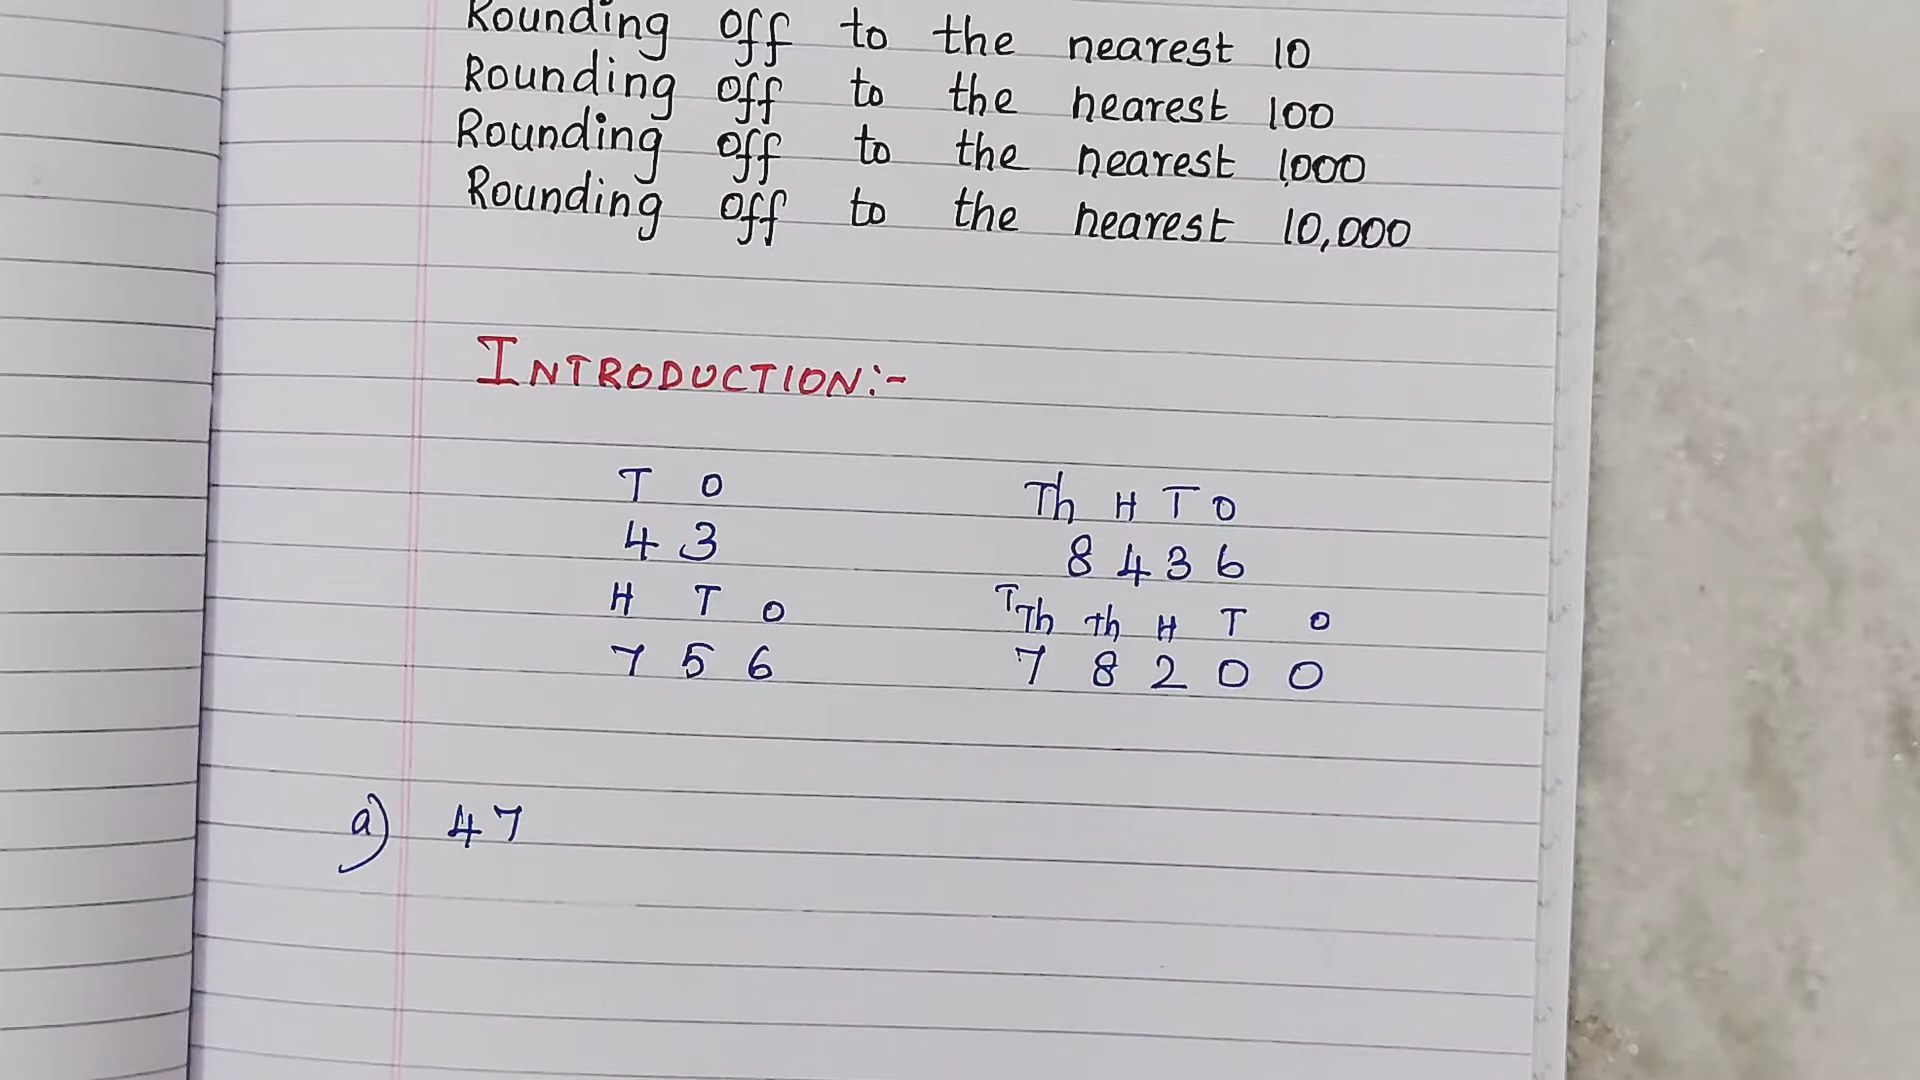 Rounding off to the nearest 10
Rounding off to the nearest 100
Rounding off to the nearest 1,000
Rounding off to the nearest 10,000
INTRODUCTION:-
T O
4 3
H T O
7 5 6
Th H T O
8 4 3 6
TTh th H T O
7 8 2 0 0
a) 47